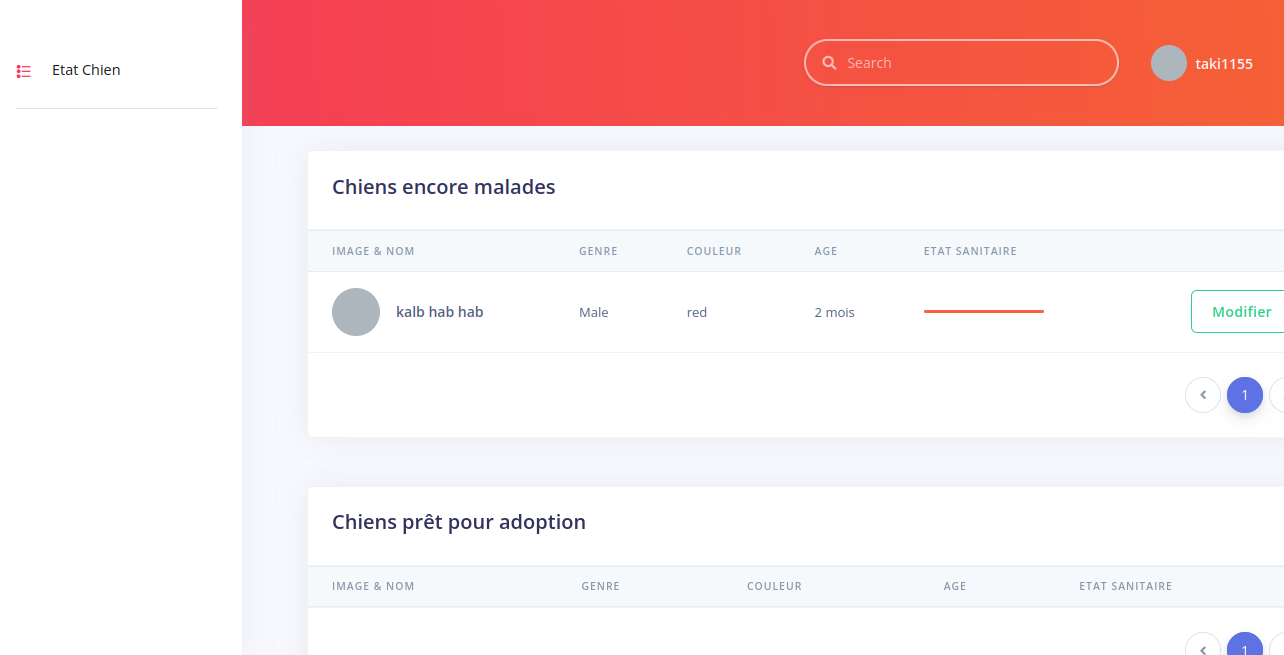 Etat Chien
Search
taki1155
Chiens encore malades
IMAGE & NOM GENRE COULEUR AGE ETAT SANITAIRE
kalb hab hab Male red 2 mois Modifier
1
Chiens prêt pour adoption
IMAGE & NOM GENRE COULEUR AGE ETAT SANITAIRE
1